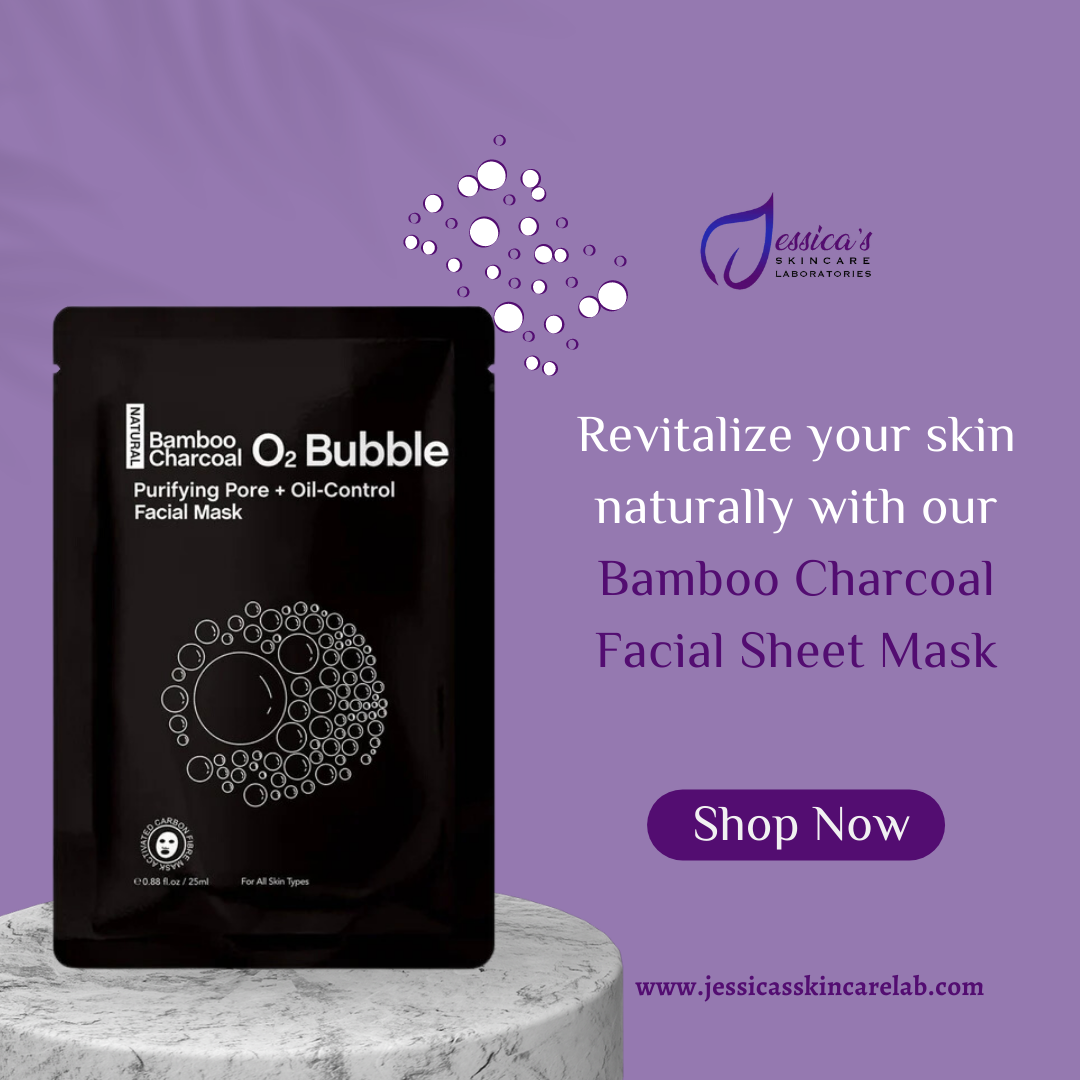 Jessica's
SKINCARE
LABORATORIES
NATURAL
Bamboo
Charcoal
O₂ Bubble
Purifying Pore + Oil-Control
Facial Mask
ACTIVATED CARBON FIBRE MASK
℮ 0.88 fl.oz / 25ml
For All Skin Types
Revitalize your skin
naturally with our
Bamboo Charcoal
Facial Sheet Mask
Shop Now
www.jessicasskincarelab.com